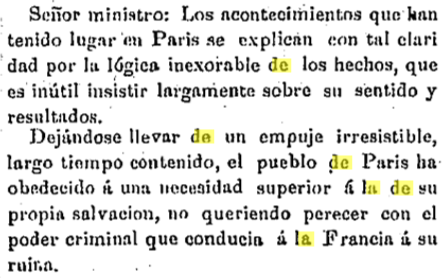 Señor ministro: Los acontecimientos que han
tenido lugar en Paris se explican con tal clari
dad por la lógica inexorable de los hechos, que
es inútil insistir largamente sobre su sentido y
resultados.
Dejándose llevar de un empuje irresistible,
largo tiempo contenido, el pueblo de Paris ha
obedecido á una necesidad superior á la de su
propia salvacion, no queriendo perecer con el
poder criminal que conducia á la Francia á su
ruina.